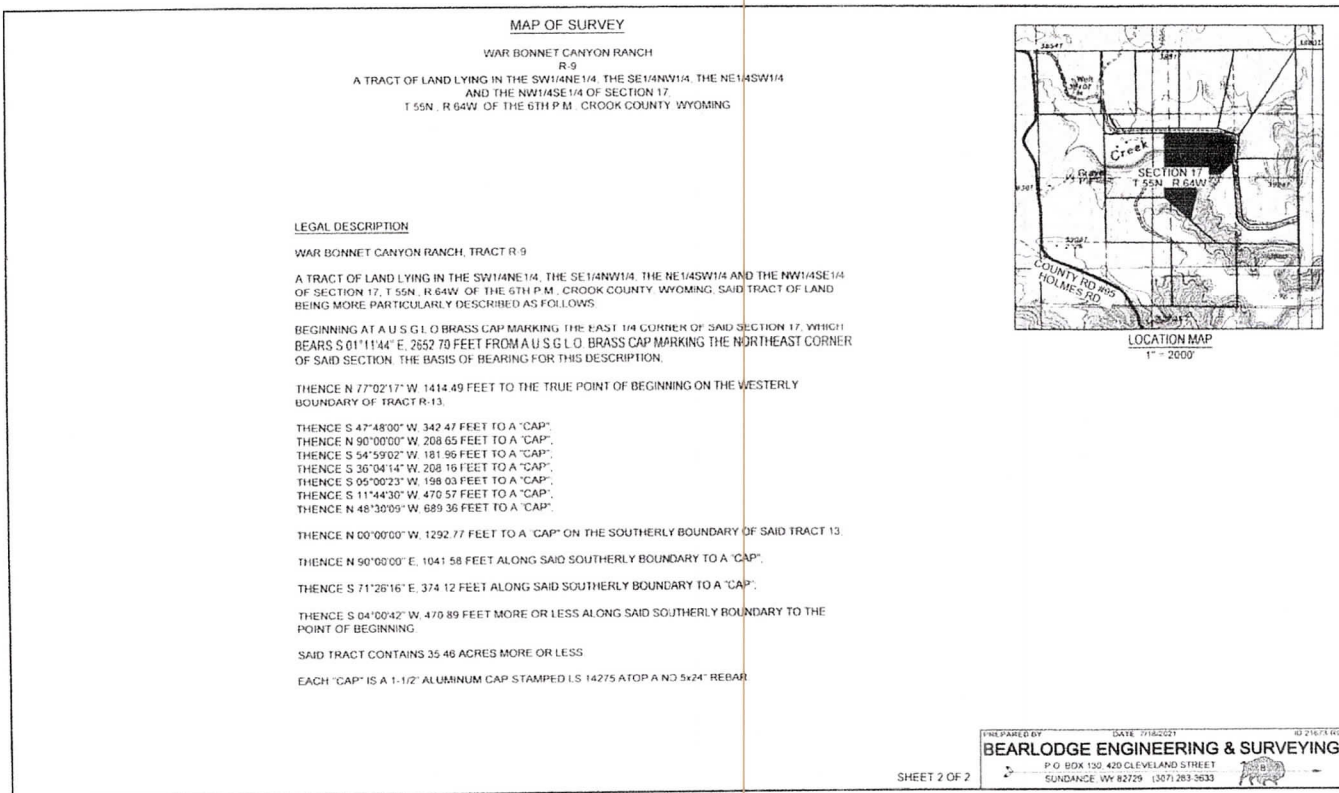 MAP OF SURVEY
WAR BONNET CANYON RANCH
R-9
A TRACT OF LAND LYING IN THE SW1/4NE1/4, THE SE1/4NW1/4, THE NE1/4SW1/4
AND THE NW1/4SE1/4 OF SECTION 17,
T 55N , R 64W OF THE 6TH P M , CROOK COUNTY WYOMING
LEGAL DESCRIPTION
WAR BONNET CANYON RANCH, TRACT R-9
A TRACT OF LAND LYING IN THE SW1/4NE1/4, THE SE1/4NW1/4, THE NE1/4SW1/4 AND THE NW1/4SE1/4
OF SECTION 17, T 55N , R 64W OF THE 6TH P M , CROOK COUNTY, WYOMING, SAID TRACT OF LAND
BEING MORE PARTICULARLY DESCRIBED AS FOLLOWS
BEGINNING AT A U S G L O BRASS CAP MARKING THE EAST 1/4 CORNER OF SAID SECTION 17, WHICH
BEARS S 01°11'44" E, 2652 70 FEET FROM A U S G L O BRASS CAP MARKING THE NORTHEAST CORNER
OF SAID SECTION, THE BASIS OF BEARING FOR THIS DESCRIPTION,
THENCE N 77°02'17" W, 1414.49 FEET TO THE TRUE POINT OF BEGINNING ON THE WESTERLY
BOUNDARY OF TRACT R-13,
THENCE S 47°48'00" W, 342 47 FEET TO A "CAP",
THENCE N 90°00'00" W, 208 65 FEET TO A "CAP",
THENCE S 54°59'02" W, 181.96 FEET TO A "CAP",
THENCE S 36°04'14" W, 208 16 FEET TO A "CAP",
THENCE S 05°00'23" W, 198 03 FEET TO A "CAP",
THENCE S 11°44'30" W, 470 57 FEET TO A "CAP",
THENCE N 48°30'09" W, 689 36 FEET TO A "CAP",
THENCE N 00°00'00" W, 1292.77 FEET TO A "CAP" ON THE SOUTHERLY BOUNDARY OF SAID TRACT 13,
THENCE N 90°00'00" E, 1041 58 FEET ALONG SAID SOUTHERLY BOUNDARY TO A "CAP",
THENCE S 71°26'16" E, 374 12 FEET ALONG SAID SOUTHERLY BOUNDARY TO A "CAP",
THENCE S 04°00'42" W, 470 89 FEET MORE OR LESS ALONG SAID SOUTHERLY BOUNDARY TO THE
POINT OF BEGINNING
SAID TRACT CONTAINS 35 46 ACRES MORE OR LESS
EACH "CAP" IS A 1-1/2" ALUMINUM CAP STAMPED LS 14275 ATOP A NO 5x24" REBAR
Well
Creek
SECTION 17
T 55N , R 64W
COUNTY RD #95
HOLMES RD
LOCATION MAP
1" = 2000'
PREPARED BY
DATE 7/16/2021
BEARLODGE ENGINEERING & SURVEYING
P O BOX 130, 420 CLEVELAND STREET
SUNDANCE, WY 82729 (307) 283-3633
SHEET 2 OF 2